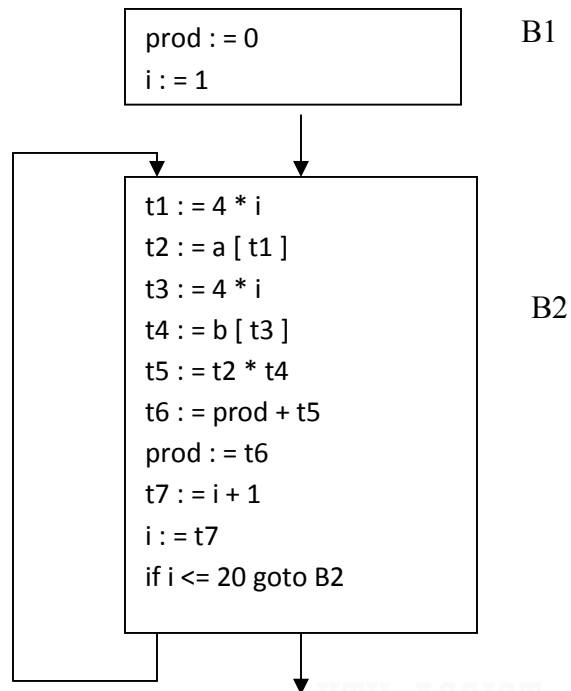 prod : = 0
B1
i : = 1
t1 : = 4 * i
t2 : = a [ t1 ]
t3 : = 4 * i
B2
t4 : = b [ t3 ]
t5 : = t2 * t4
t6 : = prod + t5
prod : = t6
t7 : = i + 1
i : = t7
if i <= 20 goto B2